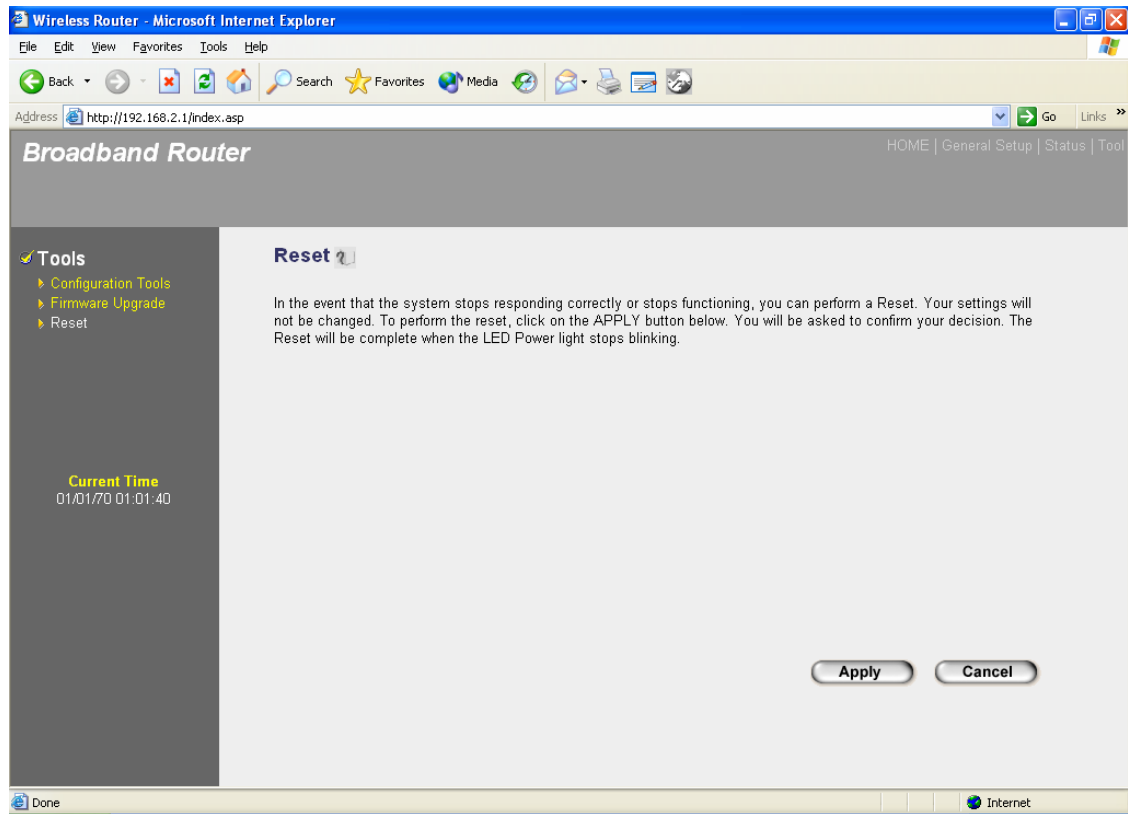 Wireless Router - Microsoft Internet Explorer
File Edit View Favorites Tools Help
Back Search Favorites Media
Address http://192.168.2.1/index.asp Go Links »
Broadband Router
HOME | General Setup | Status | Tool
Tools
Configuration Tools
Firmware Upgrade
Reset
Current Time
01/01/70 01:01:40
Reset
In the event that the system stops responding correctly or stops functioning, you can perform a Reset. Your settings will
not be changed. To perform the reset, click on the APPLY button below. You will be asked to confirm your decision. The
Reset will be complete when the LED Power light stops blinking.
Apply Cancel
Done Internet